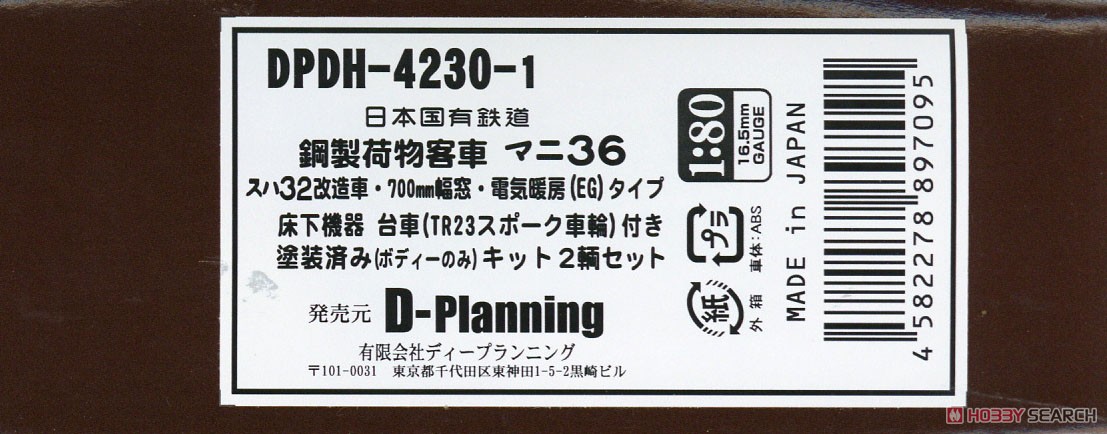 DPDH-4230-1
日本国有鉄道
鋼製荷物客車 マニ36
スハ32改造車・700mm幅窓・電気暖房(EG)タイプ
床下機器 台車(TR23スポーク車輪)付き
塗装済み(ボディーのみ)キット2輌セット
発売元 D-Planning
有限会社ディープランニング
〒101-0031 東京都千代田区東神田1-5-2黒崎ビル
1:80
16.5mm
GAUGE
プラ
車体:ABS
紙
外箱
MADE in JAPAN
4582227889 7095
HOBBY SEARCH